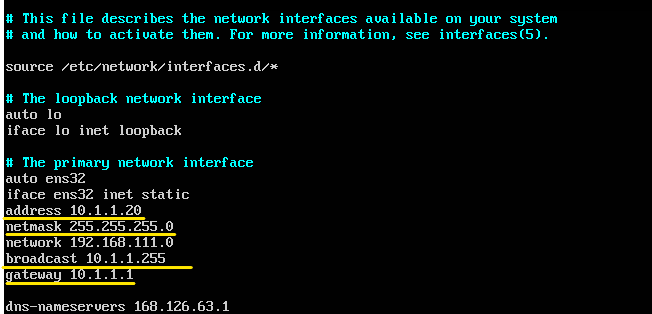 # This file describes the network interfaces available on your system
# and how to activate them. For more information, see interfaces(5).
source /etc/network/interfaces.d/*
# The loopback network interface
auto lo
iface lo inet loopback
# The primary network interface
auto ens32
iface ens32 inet static
address 10.1.1.20
netmask 255.255.255.0
network 192.168.111.0
broadcast 10.1.1.255
gateway 10.1.1.1
dns-nameservers 168.126.63.1